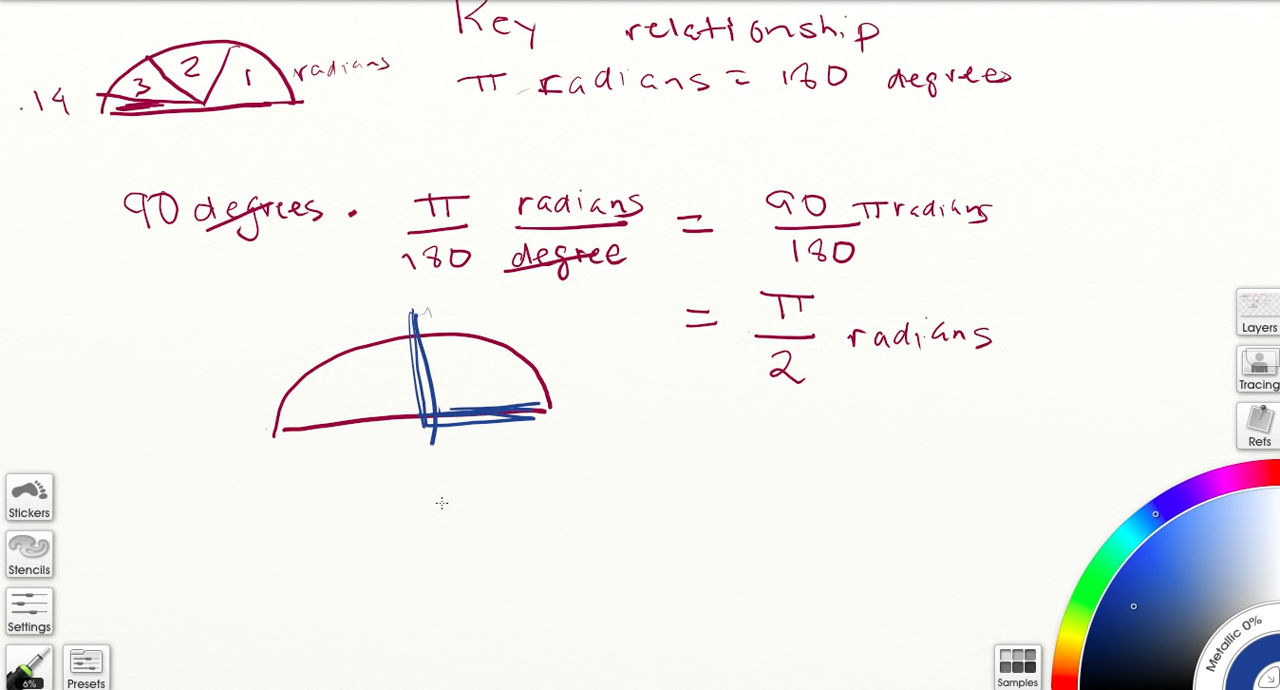 Key relationship
3 2 1 radians
.14
π radians = 180 degrees
90 degrees . π/180 radians/degree = 90/180 π radians
= π/2 radians
Layers
Tracing
Refs
Stickers
Stencils
Settings
6%
Presets
Samples
Metallic 0%